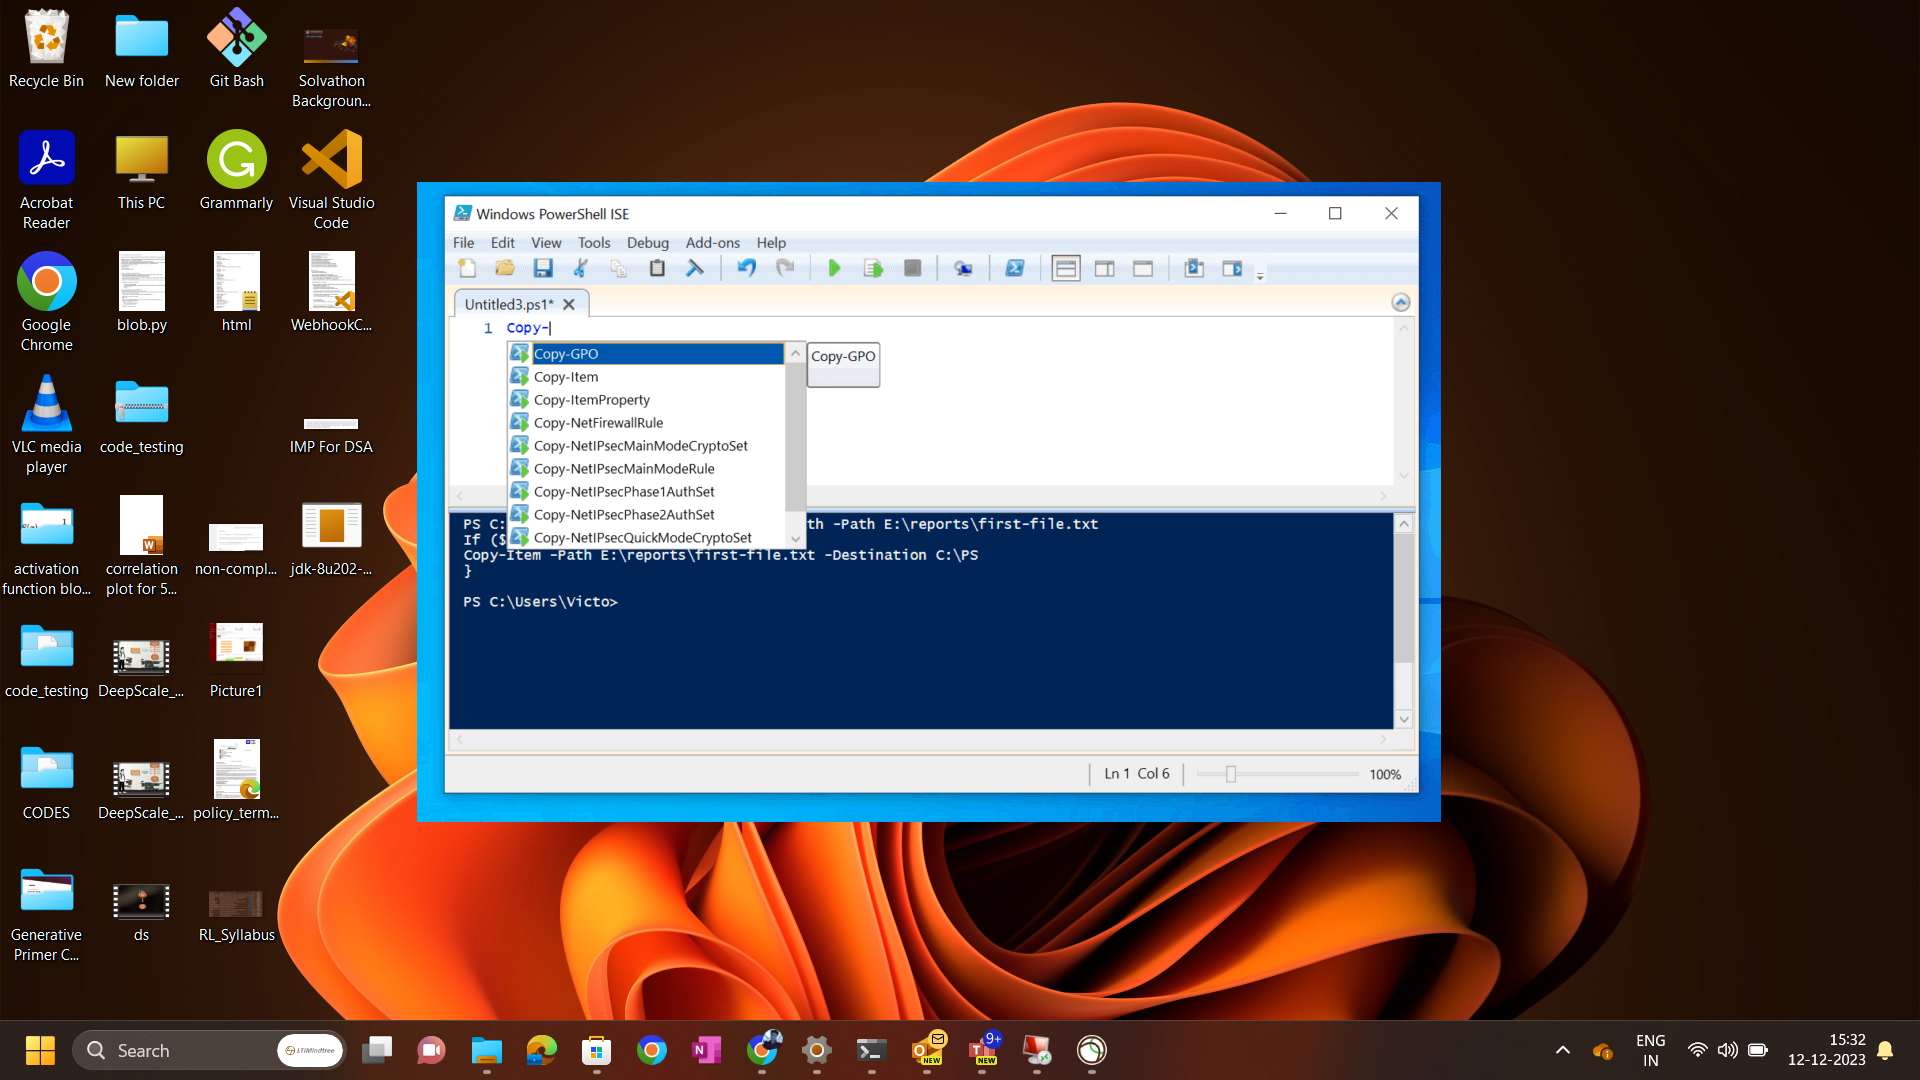 Recycle Bin
New folder
Git Bash
Solvathon
Backgroun...
Acrobat
Reader
This PC
Grammarly
Visual Studio
Code
Google
Chrome
blob.py
html
WebhookC...
VLC media
player
code_testing
IMP For DSA
activation
function blo...
correlation
plot for 5...
non-compl...
jdk-8u202-...
code_testing
DeepScale_...
Picture1
CODES
DeepScale_...
policy_term...
Generative
Primer C...
ds
RL_Syllabus
Windows PowerShell ISE
File Edit View Tools Debug Add-ons Help
Untitled3.ps1*
1 Copy-
Copy-GPO
Copy-GPO
Copy-Item
Copy-ItemProperty
Copy-NetFirewallRule
Copy-NetIPsecMainModeCryptoSet
Copy-NetIPsecMainModeRule
Copy-NetIPsecPhase1AuthSet
Copy-NetIPsecPhase2AuthSet
Copy-NetIPsecQuickModeCryptoSet
PS C: th -Path E:\reports\first-file.txt
If ($
Copy-Item -Path E:\reports\first-file.txt -Destination C:\PS
}
PS C:\Users\Victo>
Ln 1 Col 6
100%
Search
LTIMindtree
NEW
9+
NEW
ENG
IN
15:32
12-12-2023